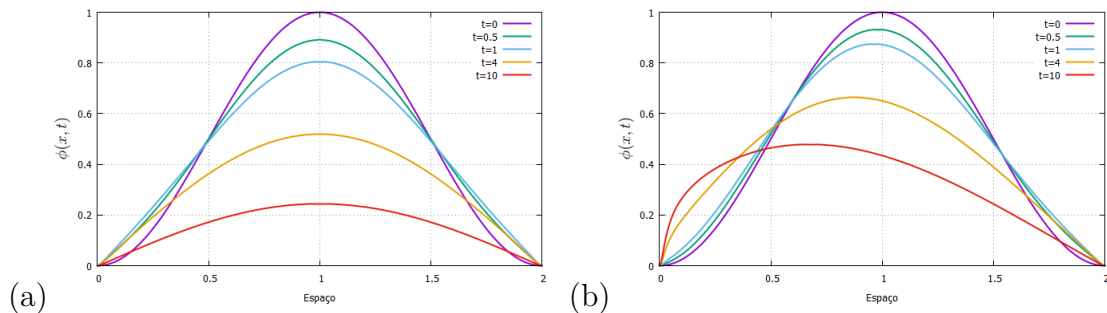 1
0.8
0.6
0.4
0.2
0
ϕ(x, t)
t=0
t=0.5
t=1
t=4
t=10
0 0.5 1 1.5 2
Espaço
(a)
1
0.8
0.6
0.4
0.2
0
ϕ(x, t)
t=0
t=0.5
t=1
t=4
t=10
0 0.5 1 1.5 2
Espaço
(b)